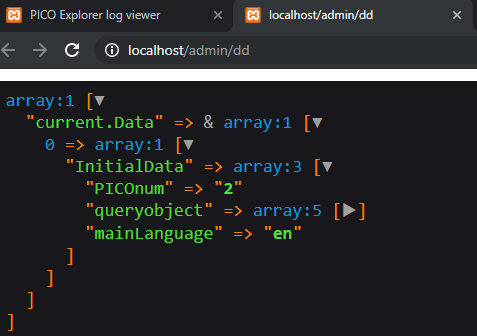 PICO Explorer log viewer
localhost/admin/dd
localhost/admin/dd
array:1 [▼
  "current.Data" => & array:1 [▼
    0 => array:1 [▼
      "InitialData" => array:3 [▼
        "PICOnum" => "2"
        "queryobject" => array:5 [▶]
        "mainLanguage" => "en"
      ]
    ]
  ]
]